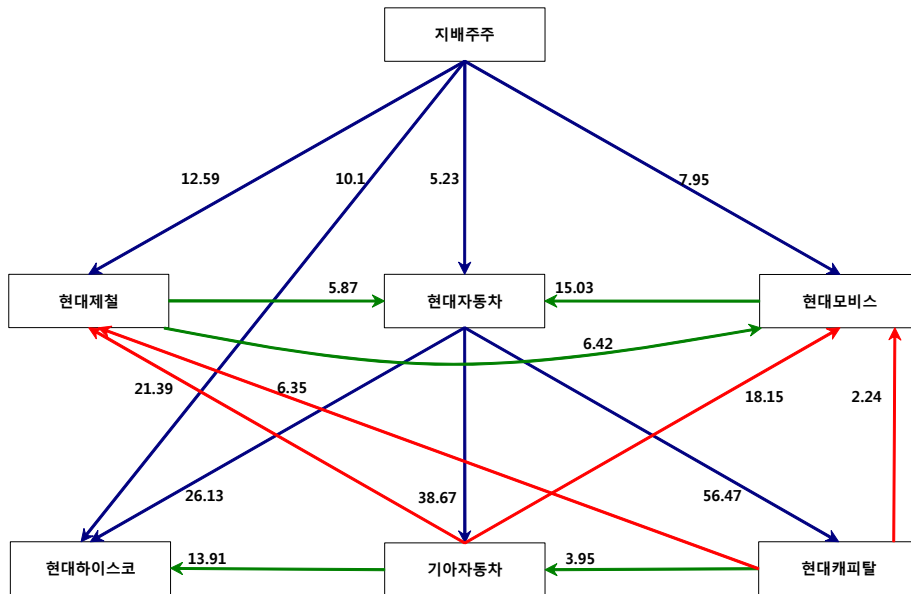 지배주주
12.59
10.1
5.23
7.95
현대제철
5.87
현대자동차
15.03
현대모비스
6.42
21.39
6.35
18.15
2.24
26.13
38.67
56.47
현대하이스코
13.91
기아자동차
3.95
현대캐피탈